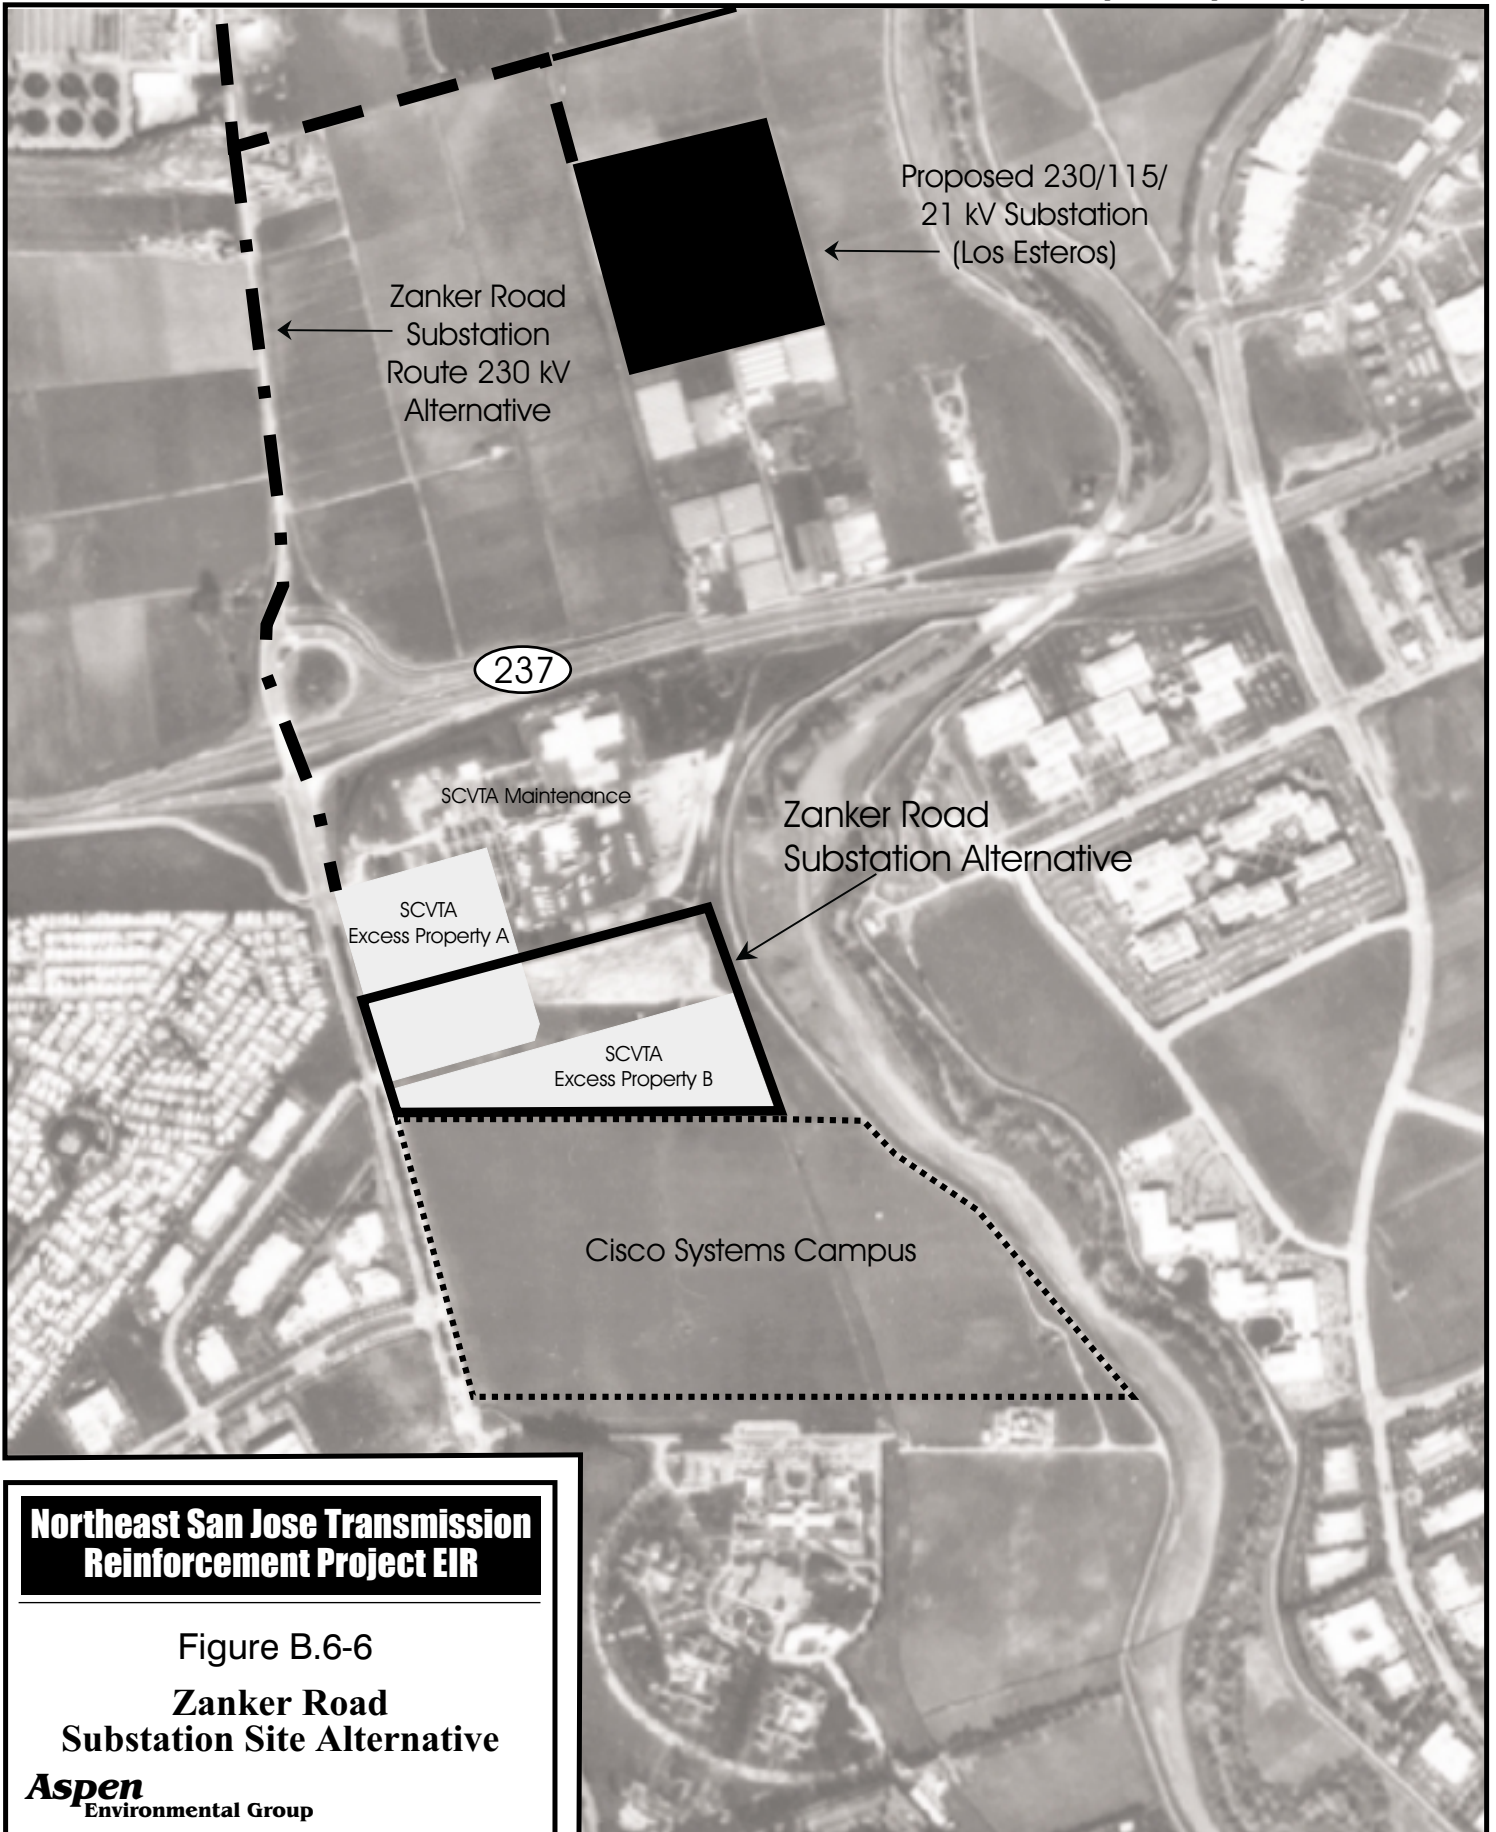 Proposed 230/115/
21 kV Substation
(Los Esteros)
Zanker Road
Substation
Route 230 kV
Alternative
237
SCVTA Maintenance
Zanker Road
Substation Alternative
SCVTA
Excess Property A
SCVTA
Excess Property B
Cisco Systems Campus
Northeast San Jose Transmission
Reinforcement Project EIR
Figure B.6-6
Zanker Road
Substation Site Alternative
Aspen
Environmental Group